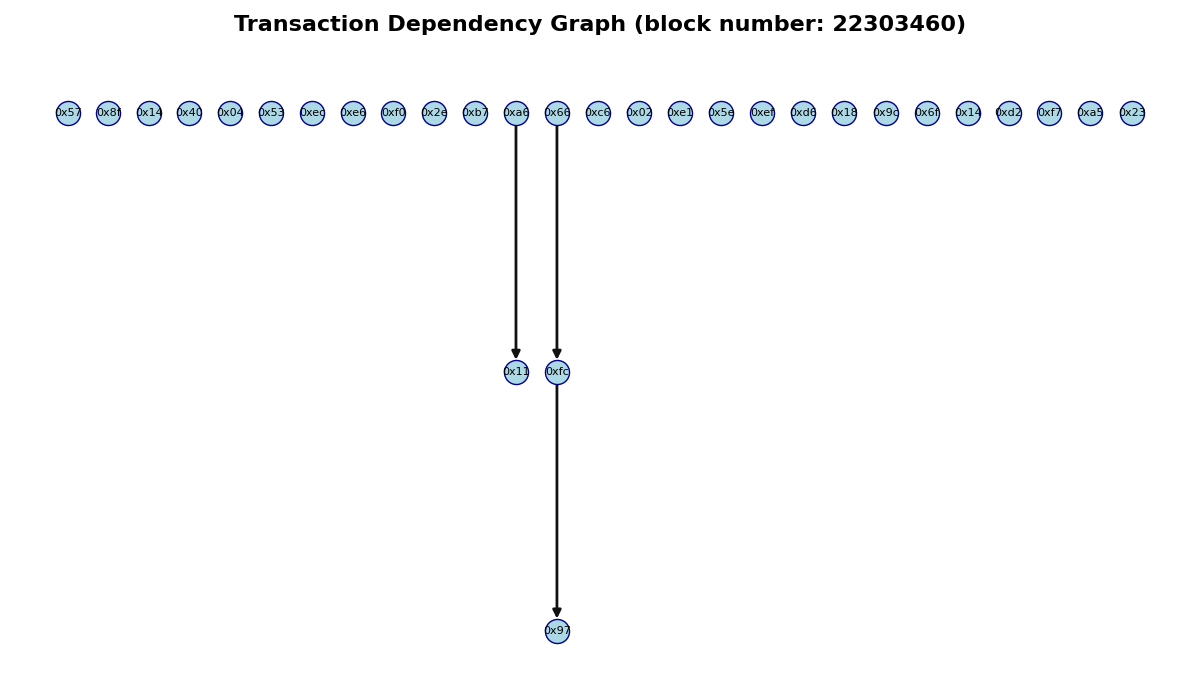 Transaction Dependency Graph (block number: 22303460)
0x57 0x8f 0x14 0x40 0x04 0x53 0xec 0xe6 0xf0 0x2e 0xb7 0xa6 0x66 0xc6 0x02 0xe1 0x5e 0xef 0xd6 0x18 0x9c 0x6f 0x14 0xd2 0xf7 0xa5 0x23
0x11 0xfc
0x97